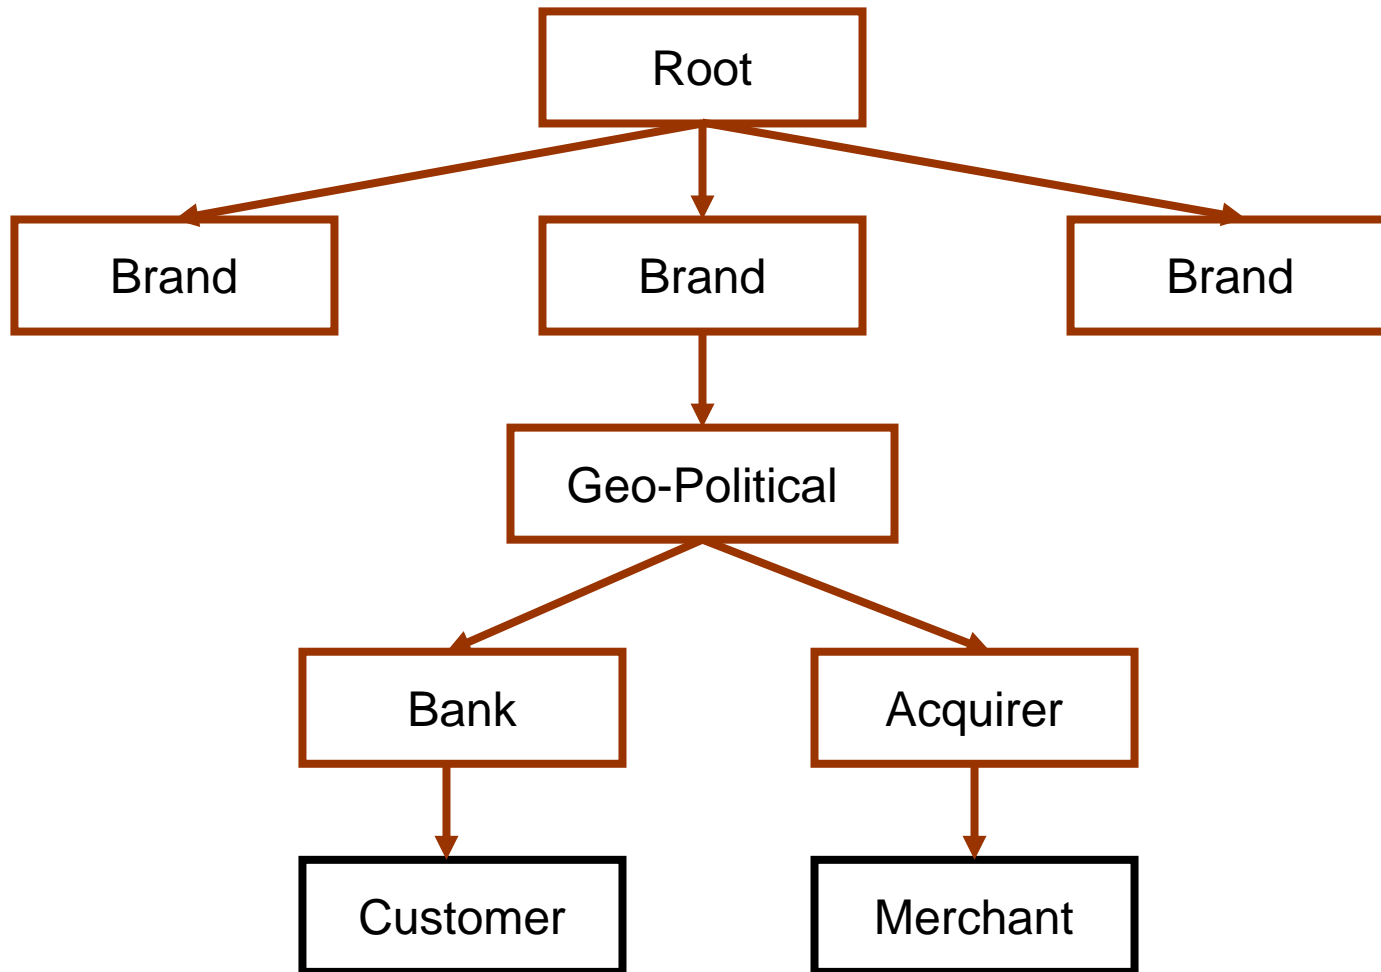 Root
Brand
Brand
Brand
Geo-Political
Bank
Acquirer
Customer
Merchant